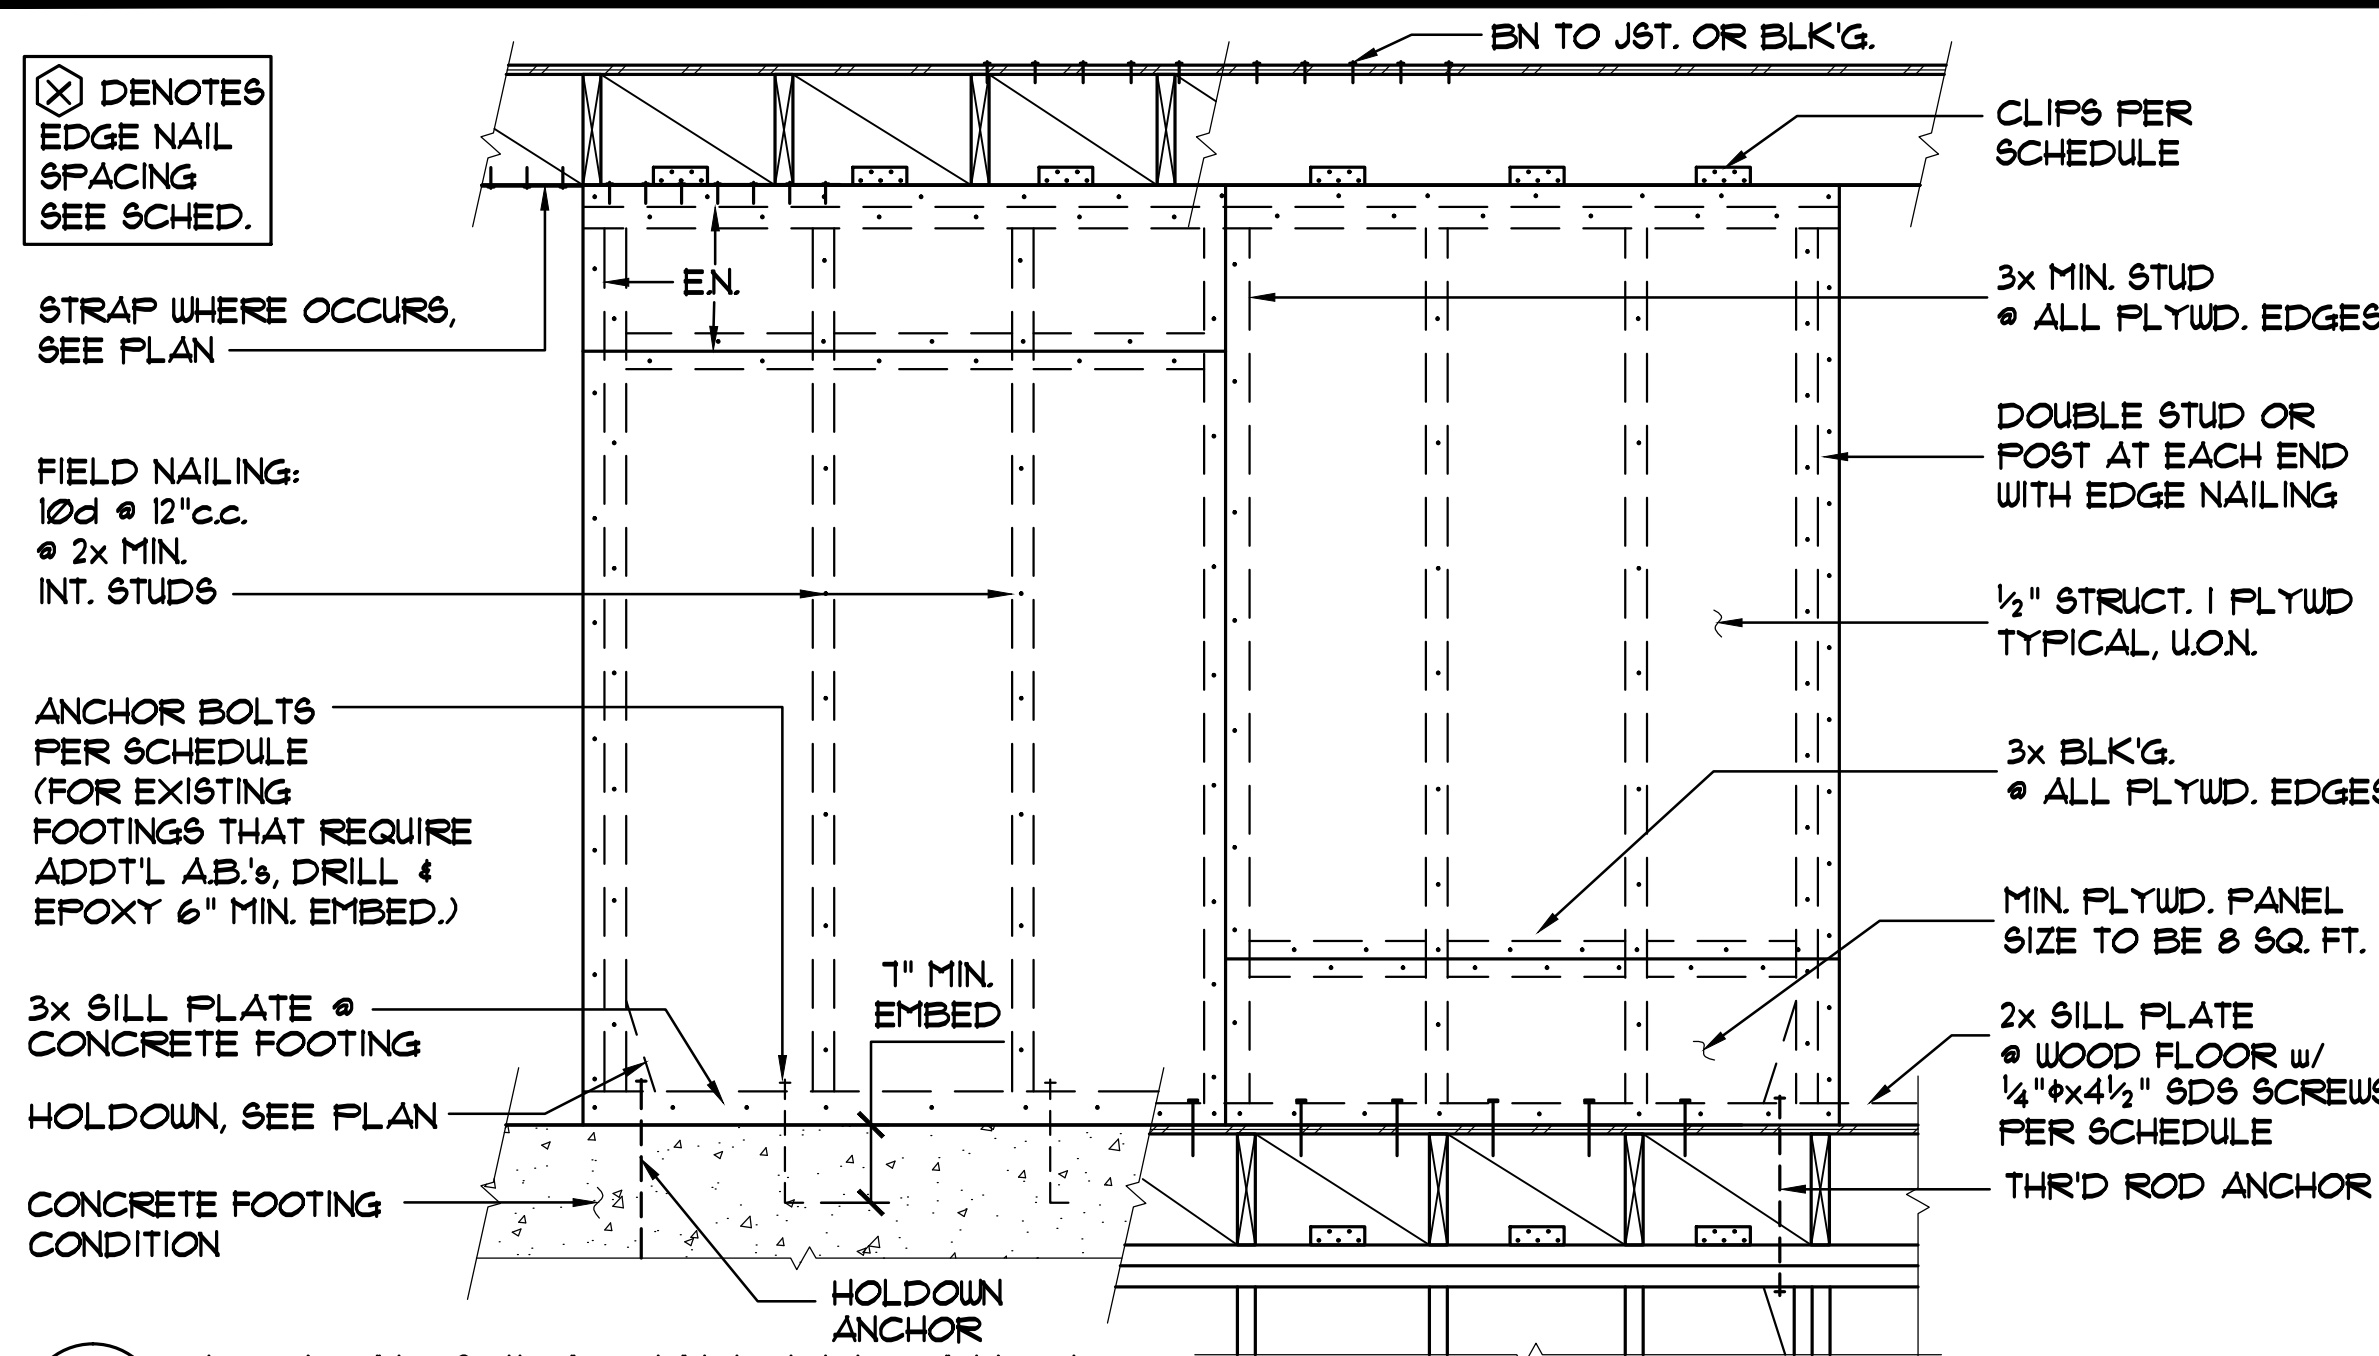 BN TO JST. OR BLK'G.
DENOTES
EDGE NAIL
SPACING
SEE SCHED.
STRAP WHERE OCCURS,
SEE PLAN
E.N.
FIELD NAILING:
10d @ 12"c.c.
@ 2x MIN.
INT. STUDS
ANCHOR BOLTS
PER SCHEDULE
(FOR EXISTING
FOOTINGS THAT REQUIRE
ADDT'L A.B.'s, DRILL &
EPOXY 6" MIN. EMBED.)
7" MIN.
EMBED
3x SILL PLATE @
CONCRETE FOOTING
HOLDOWN, SEE PLAN
CONCRETE FOOTING
CONDITION
HOLDOWN
ANCHOR
CLIPS PER
SCHEDULE
3x MIN. STUD
@ ALL PLYWD. EDGES
DOUBLE STUD OR
POST AT EACH END
WITH EDGE NAILING
1/2" STRUCT. I PLYWD
TYPICAL, U.O.N.
3x BLK'G.
@ ALL PLYWD. EDGES
MIN. PLYWD. PANEL
SIZE TO BE 8 SQ. FT.
2x SILL PLATE
@ WOOD FLOOR w/
1/4"φx4 1/2" SDS SCREWS
PER SCHEDULE
THR'D ROD ANCHOR